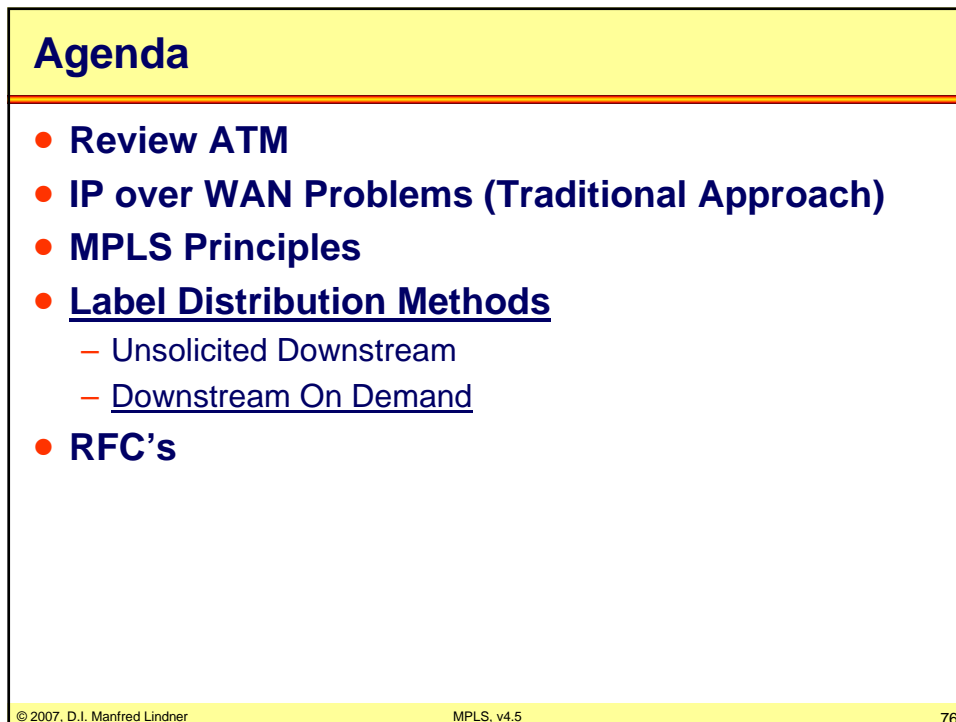 Agenda
• Review ATM
• IP over WAN Problems (Traditional Approach)
• MPLS Principles
• Label Distribution Methods
– Unsolicited Downstream
– Downstream On Demand
• RFC’s
© 2007, D.I. Manfred Lindner
MPLS, v4.5
76